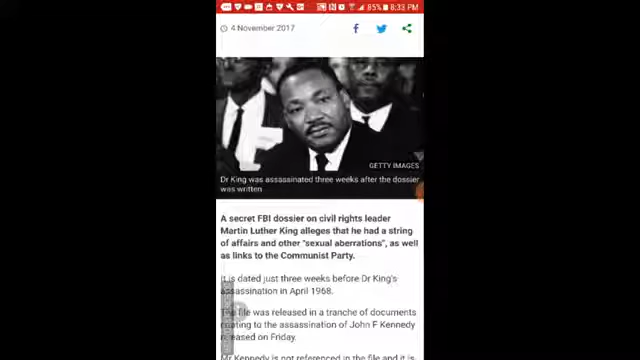 85% 8:33 PM
4 November 2017
GETTY IMAGES
Dr King was assassinated three weeks after the dossier
was written
A secret FBI dossier on civil rights leader
Martin Luther King alleges that he had a string
of affairs and other "sexual aberrations", as well
as links to the Communist Party.
It is dated just three weeks before Dr King's
assassination in April 1968.
The file was released in a tranche of documents
relating to the assassination of John F Kennedy
released on Friday.
Mr Kennedy is not referenced in the file and it is